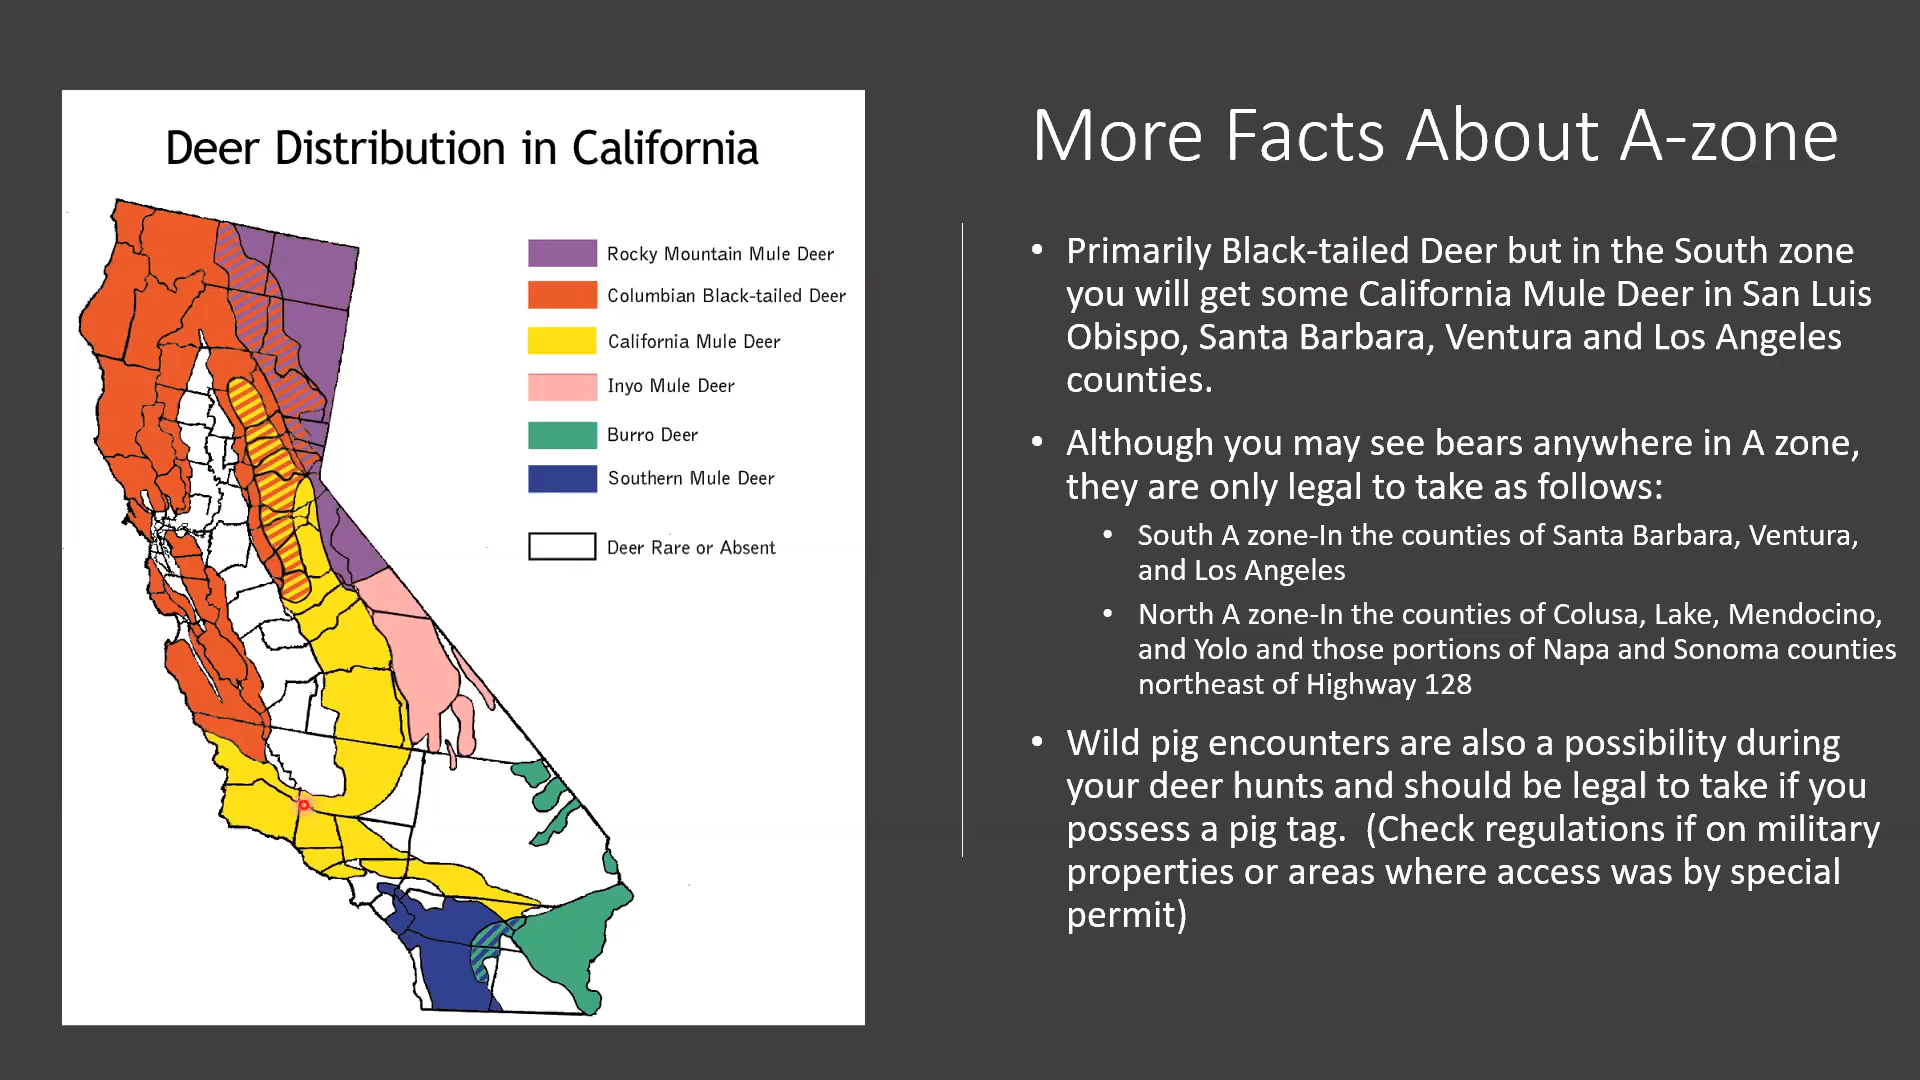 Deer Distribution in California
Rocky Mountain Mule Deer
Columbian Black-tailed Deer
California Mule Deer
Inyo Mule Deer
Burro Deer
Southern Mule Deer
Deer Rare or Absent
More Facts About A-zone
• Primarily Black-tailed Deer but in the South zone
you will get some California Mule Deer in San Luis
Obispo, Santa Barbara, Ventura and Los Angeles
counties.
• Although you may see bears anywhere in A zone,
they are only legal to take as follows:
• South A zone-In the counties of Santa Barbara, Ventura,
and Los Angeles
• North A zone-In the counties of Colusa, Lake, Mendocino,
and Yolo and those portions of Napa and Sonoma counties
northeast of Highway 128
• Wild pig encounters are also a possibility during
your deer hunts and should be legal to take if you
possess a pig tag.  (Check regulations if on military
properties or areas where access was by special
permit)